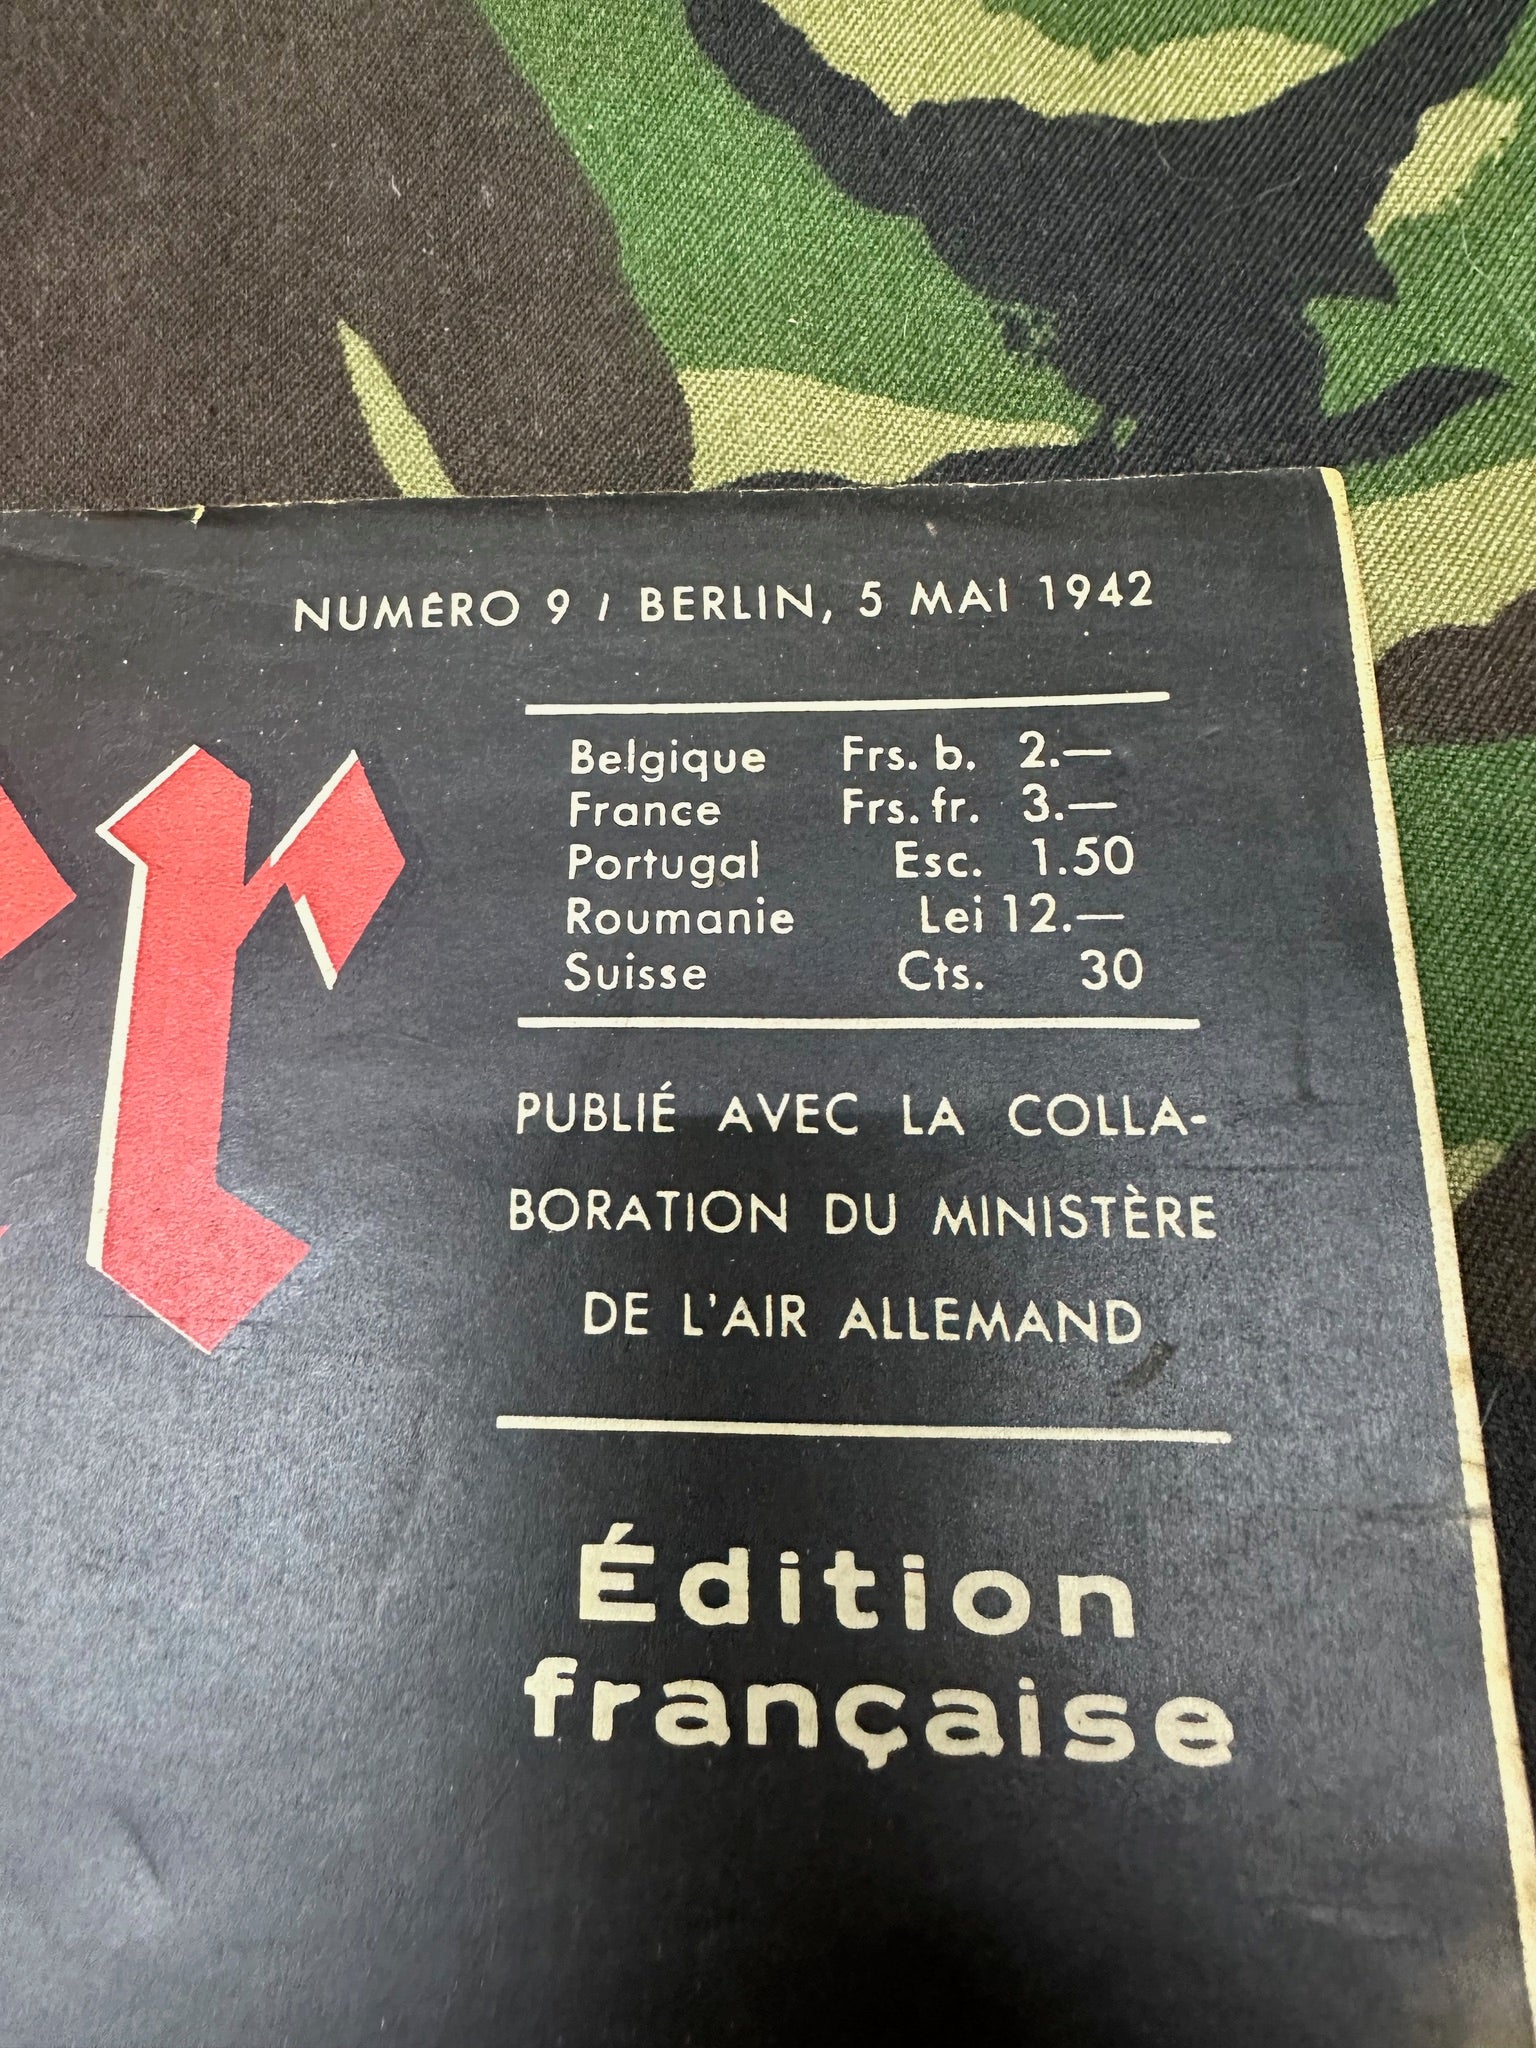 NUMÉRO 9 / BERLIN, 5 MAI 1942
Belgique Frs. b. 2.—
France Frs. fr. 3.—
Portugal Esc. 1.50
Roumanie Lei 12.—
Suisse Cts. 30
PUBLIÉ AVEC LA COLLA-
BORATION DU MINISTÈRE
DE L'AIR ALLEMAND
r
Édition
française